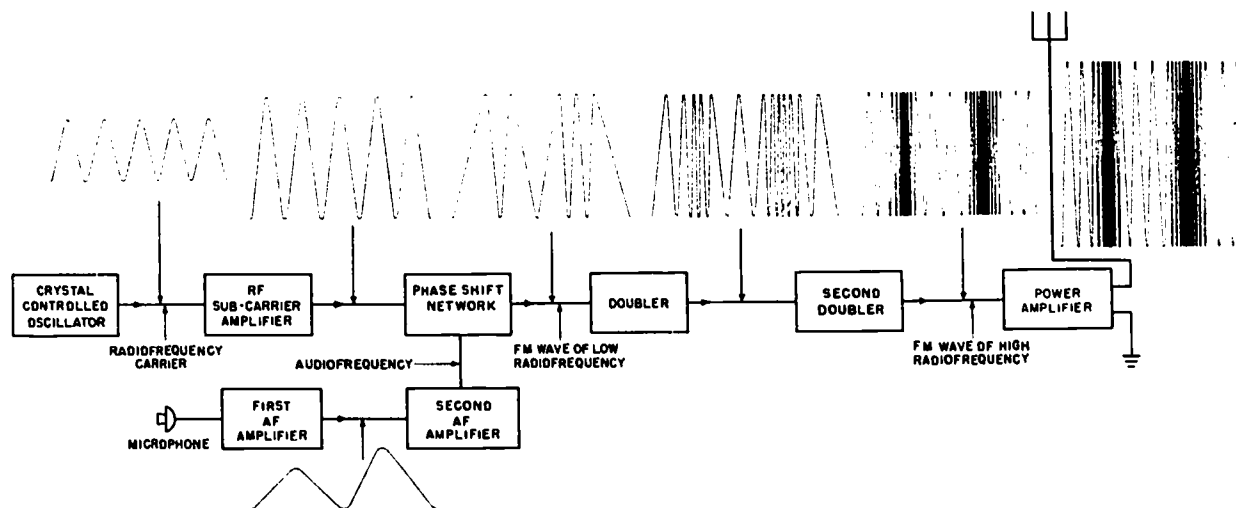 CRYSTAL
CONTROLLED
OSCILLATOR
RF
SUB-CARRIER
AMPLIFIER
PHASE SHIFT
NETWORK
DOUBLER
SECOND
DOUBLER
POWER
AMPLIFIER
RADIOFREQUENCY
CARRIER
AUDIOFREQUENCY
FM WAVE OF LOW
RADIOFREQUENCY
FM WAVE OF HIGH
RADIOFREQUENCY
MICROPHONE
FIRST
AF
AMPLIFIER
SECOND
AF
AMPLIFIER